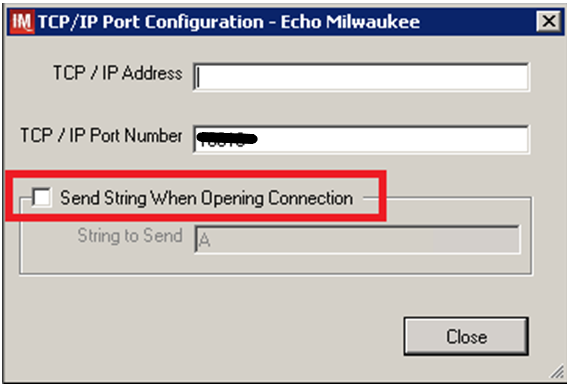 IM TCP/IP Port Configuration - Echo Milwaukee
TCP / IP Address
TCP / IP Port Number
Send String When Opening Connection
String to Send A
Close